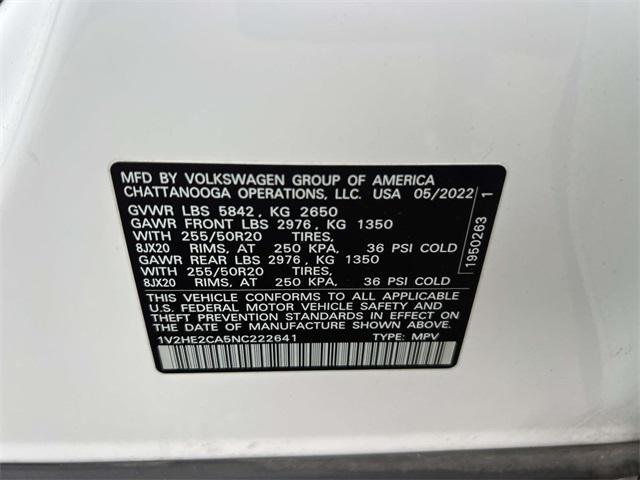 MFD BY VOLKSWAGEN GROUP OF AMERICA
CHATTANOOGA OPERATIONS, LLC. USA 05/2022
GVWR LBS 5842, KG 2650
GAWR FRONT LBS 2976, KG 1350
WITH 255/50R20 TIRES,
8JX20 RIMS, AT 250 KPA, 36 PSI COLD
GAWR REAR LBS 2976, KG 1350
WITH 255/50R20 TIRES,
8JX20 RIMS, AT 250 KPA, 36 PSI COLD
THIS VEHICLE CONFORMS TO ALL APPLICABLE
U.S. FEDERAL MOTOR VEHICLE SAFETY AND
THEFT PREVENTION STANDARDS IN EFFECT ON
THE DATE OF MANUFACTURE SHOWN ABOVE.
1V2HE2CA5NC222641 TYPE: MPV
1950263 1